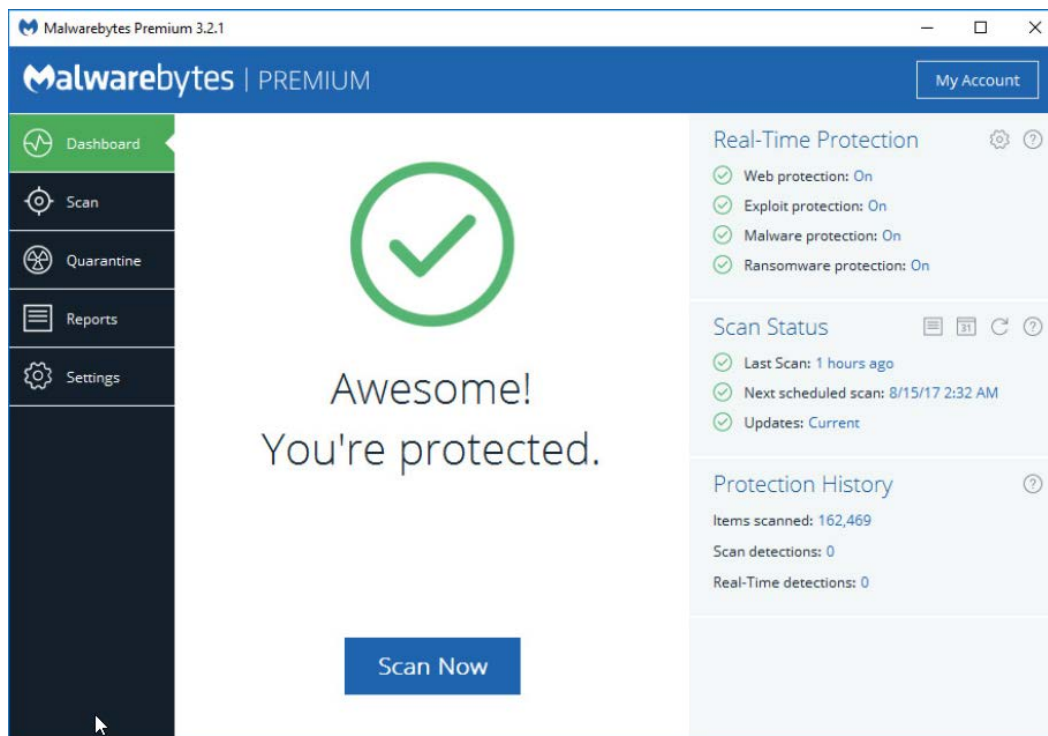 Malwarebytes Premium 3.2.1
Malwarebytes | PREMIUM
My Account
Dashboard
Scan
Quarantine
Reports
Settings
Awesome!
You're protected.
Scan Now
Real-Time Protection
Web protection: On
Exploit protection: On
Malware protection: On
Ransomware protection: On
Scan Status
31
Last Scan: 1 hours ago
Next scheduled scan: 8/15/17 2:32 AM
Updates: Current
Protection History
Items scanned: 162,469
Scan detections: 0
Real-Time detections: 0